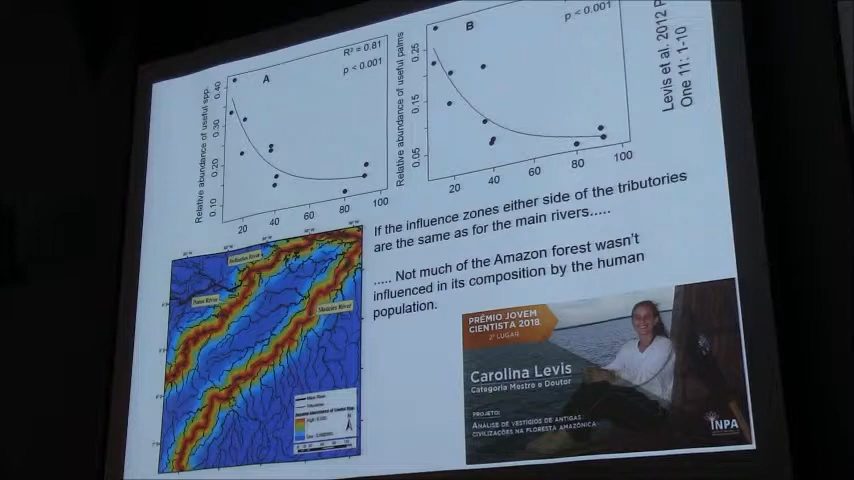 A
R² = 0.81
p < 0.001
Relative abundance of useful spp.
0.40
0.30
0.20
0.10
20
40
60
80
100
B
p < 0.001
Relative abundance of useful palms
0.25
0.15
0.05
20
40
60
80
100
Levis et al. 2012 P
One 11: 1-10
If the influence zones either side of the tributories
are the same as for the main rivers.....
..... Not much of the Amazon forest wasn't
influenced in its composition by the human
population.
Purus River
Madeira River
PRÊMIO JOVEM
CIENTISTA 2018
2º LUGAR
Carolina Levis
Categoria Mestre e Doutor
PROJETO:
ANÁLISE DE VESTÍGIOS DE ANTIGAS
CIVILIZAÇÕES NA FLORESTA AMAZÔNICA
INPA